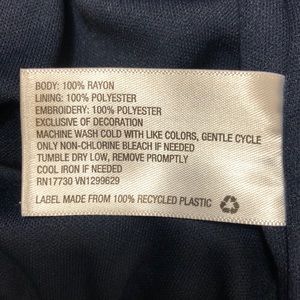 BODY: 100% RAYON
LINING: 100% POLYESTER
EMBROIDERY: 100% POLYESTER
EXCLUSIVE OF DECORATION
MACHINE WASH COLD WITH LIKE COLORS, GENTLE CYCLE
ONLY NON-CHLORINE BLEACH IF NEEDED
TUMBLE DRY LOW, REMOVE PROMPTLY
COOL IRON IF NEEDED
RN17730 VN1299629
LABEL MADE FROM 100% RECYCLED PLASTIC